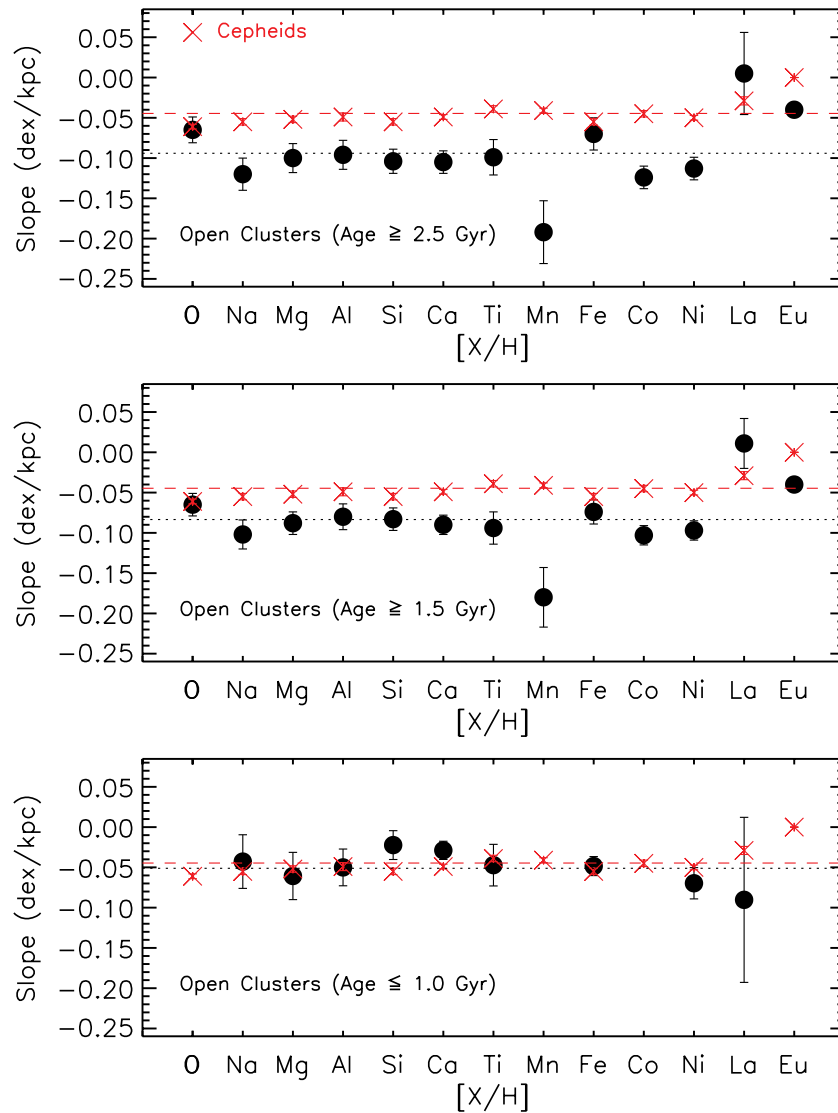 × Cepheids
0.05
0.00
−0.05
−0.10
−0.15
−0.20
−0.25
Slope (dex/kpc)
Open Clusters (Age ≧ 2.5 Gyr)
O Na Mg Al Si Ca Ti Mn Fe Co Ni La Eu
[X/H]
0.05
0.00
−0.05
−0.10
−0.15
−0.20
−0.25
Slope (dex/kpc)
Open Clusters (Age ≧ 1.5 Gyr)
O Na Mg Al Si Ca Ti Mn Fe Co Ni La Eu
[X/H]
0.05
0.00
−0.05
−0.10
−0.15
−0.20
−0.25
Slope (dex/kpc)
Open Clusters (Age ≦ 1.0 Gyr)
O Na Mg Al Si Ca Ti Mn Fe Co Ni La Eu
[X/H]